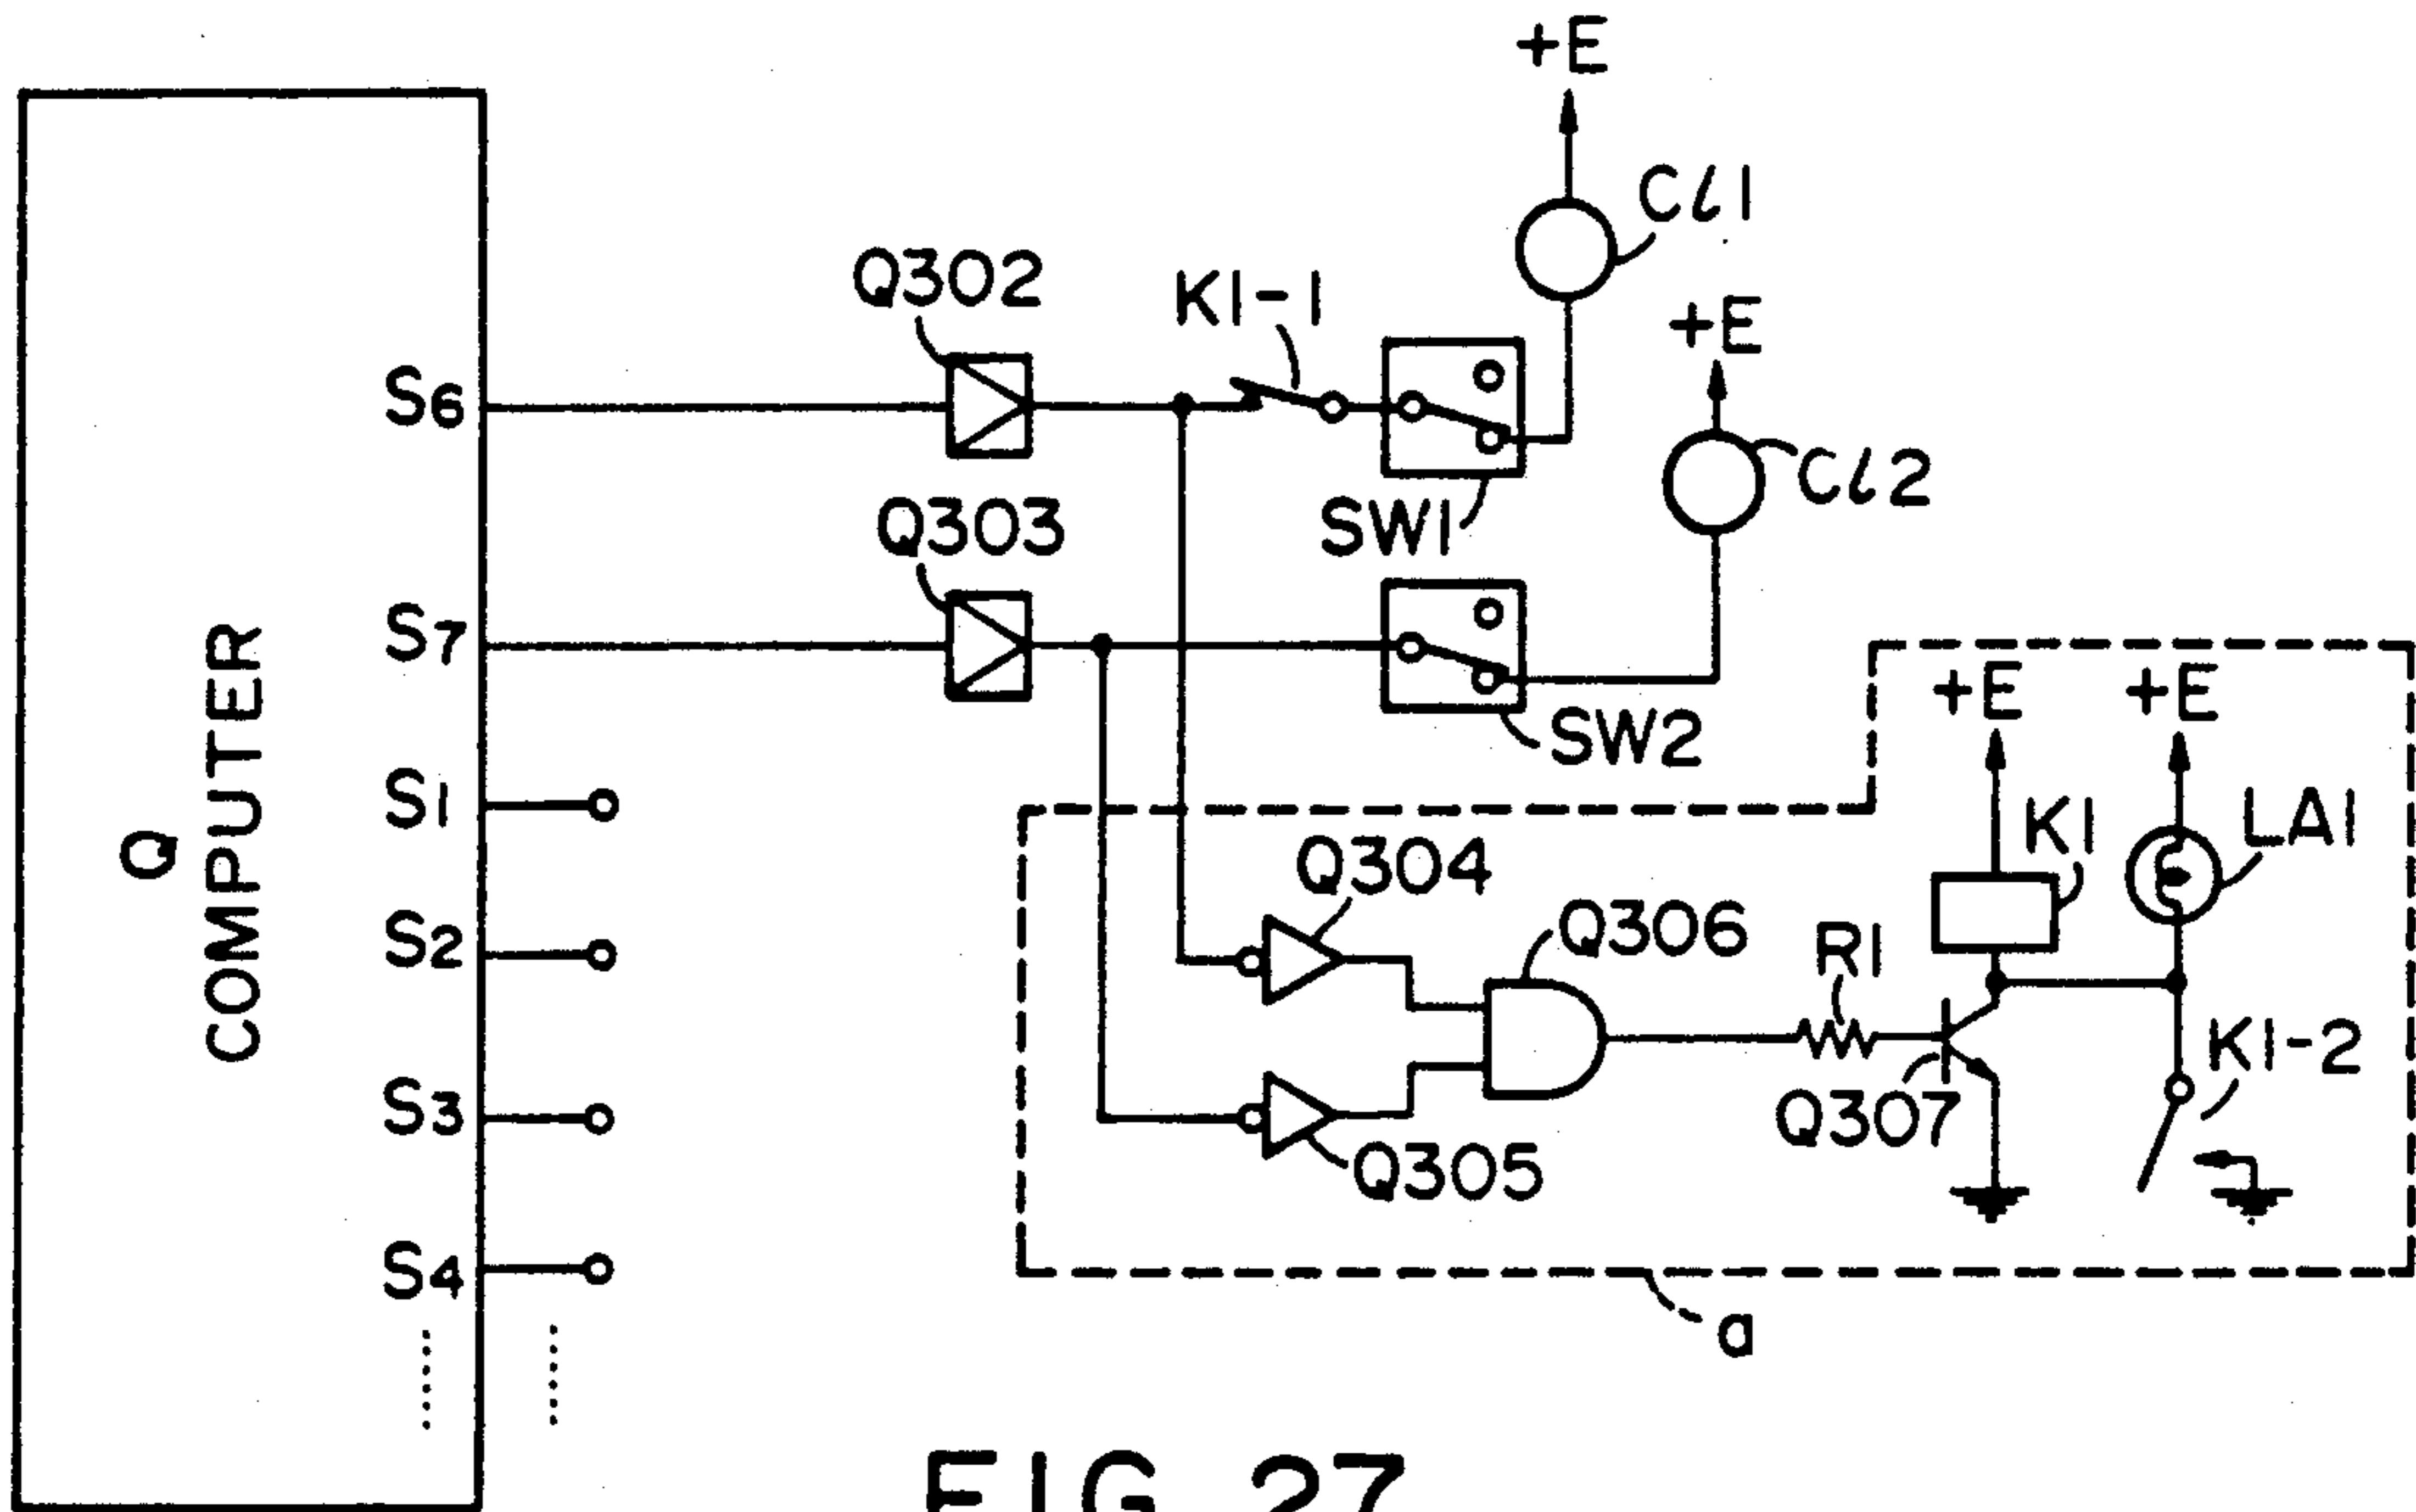 +E
Cl1
Q302
K1-1
+E
S6
Cl2
SW1
Q303
S7
SW2
+E
+E
Q
COMPUTER
S1
K1
LA1
Q304
Q306
R1
S2
K1-2
Q307
S3
Q305
S4
a
FIG. 27